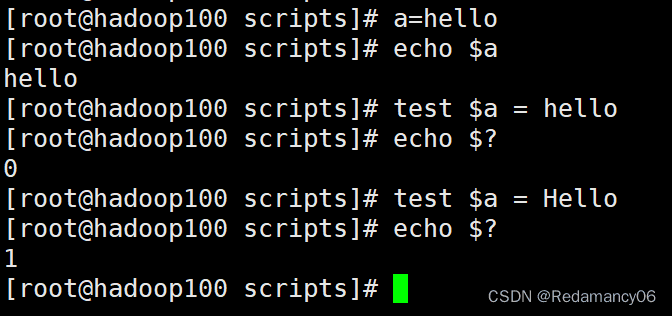 [root@hadoop100 scripts]# a=hello
[root@hadoop100 scripts]# echo $a
hello
[root@hadoop100 scripts]# test $a = hello
[root@hadoop100 scripts]# echo $?
0
[root@hadoop100 scripts]# test $a = Hello
[root@hadoop100 scripts]# echo $?
1
[root@hadoop100 scripts]#
CSDN @Redamancy06